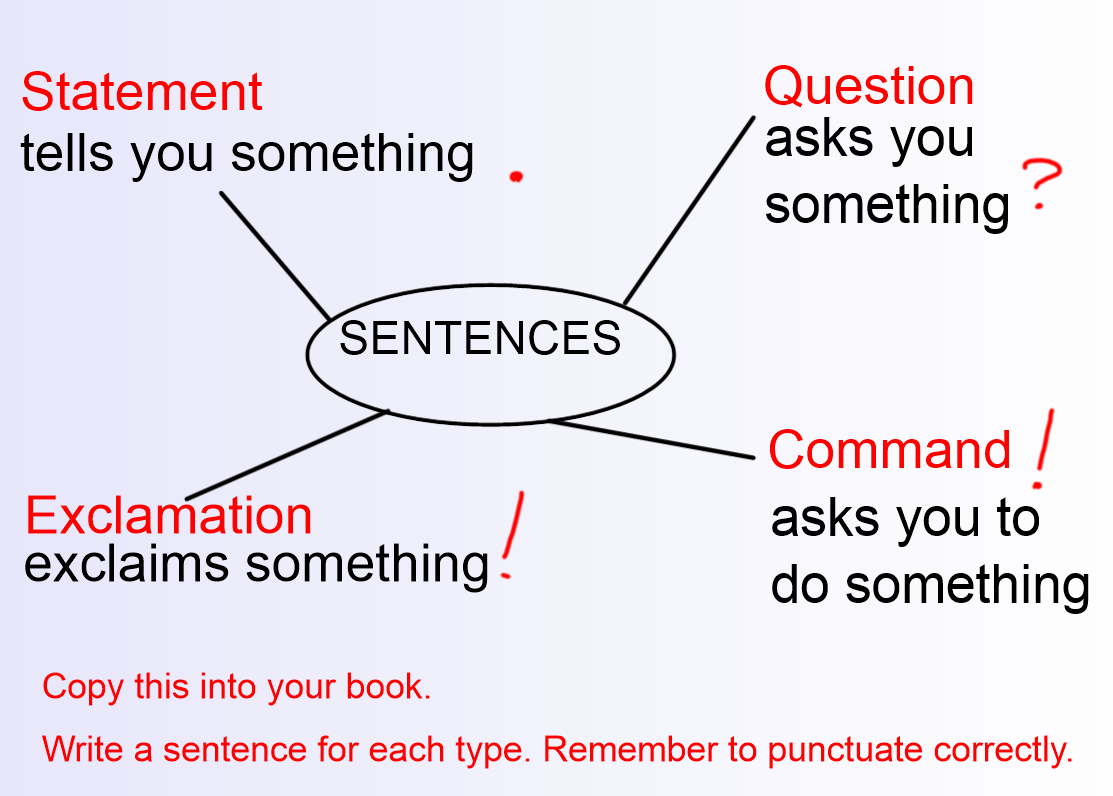 Statement
tells you something .
Question
asks you
something ?
SENTENCES
Exclamation
exclaims something !
Command !
asks you to
do something
Copy this into your book.
Write a sentence for each type. Remember to punctuate correctly.